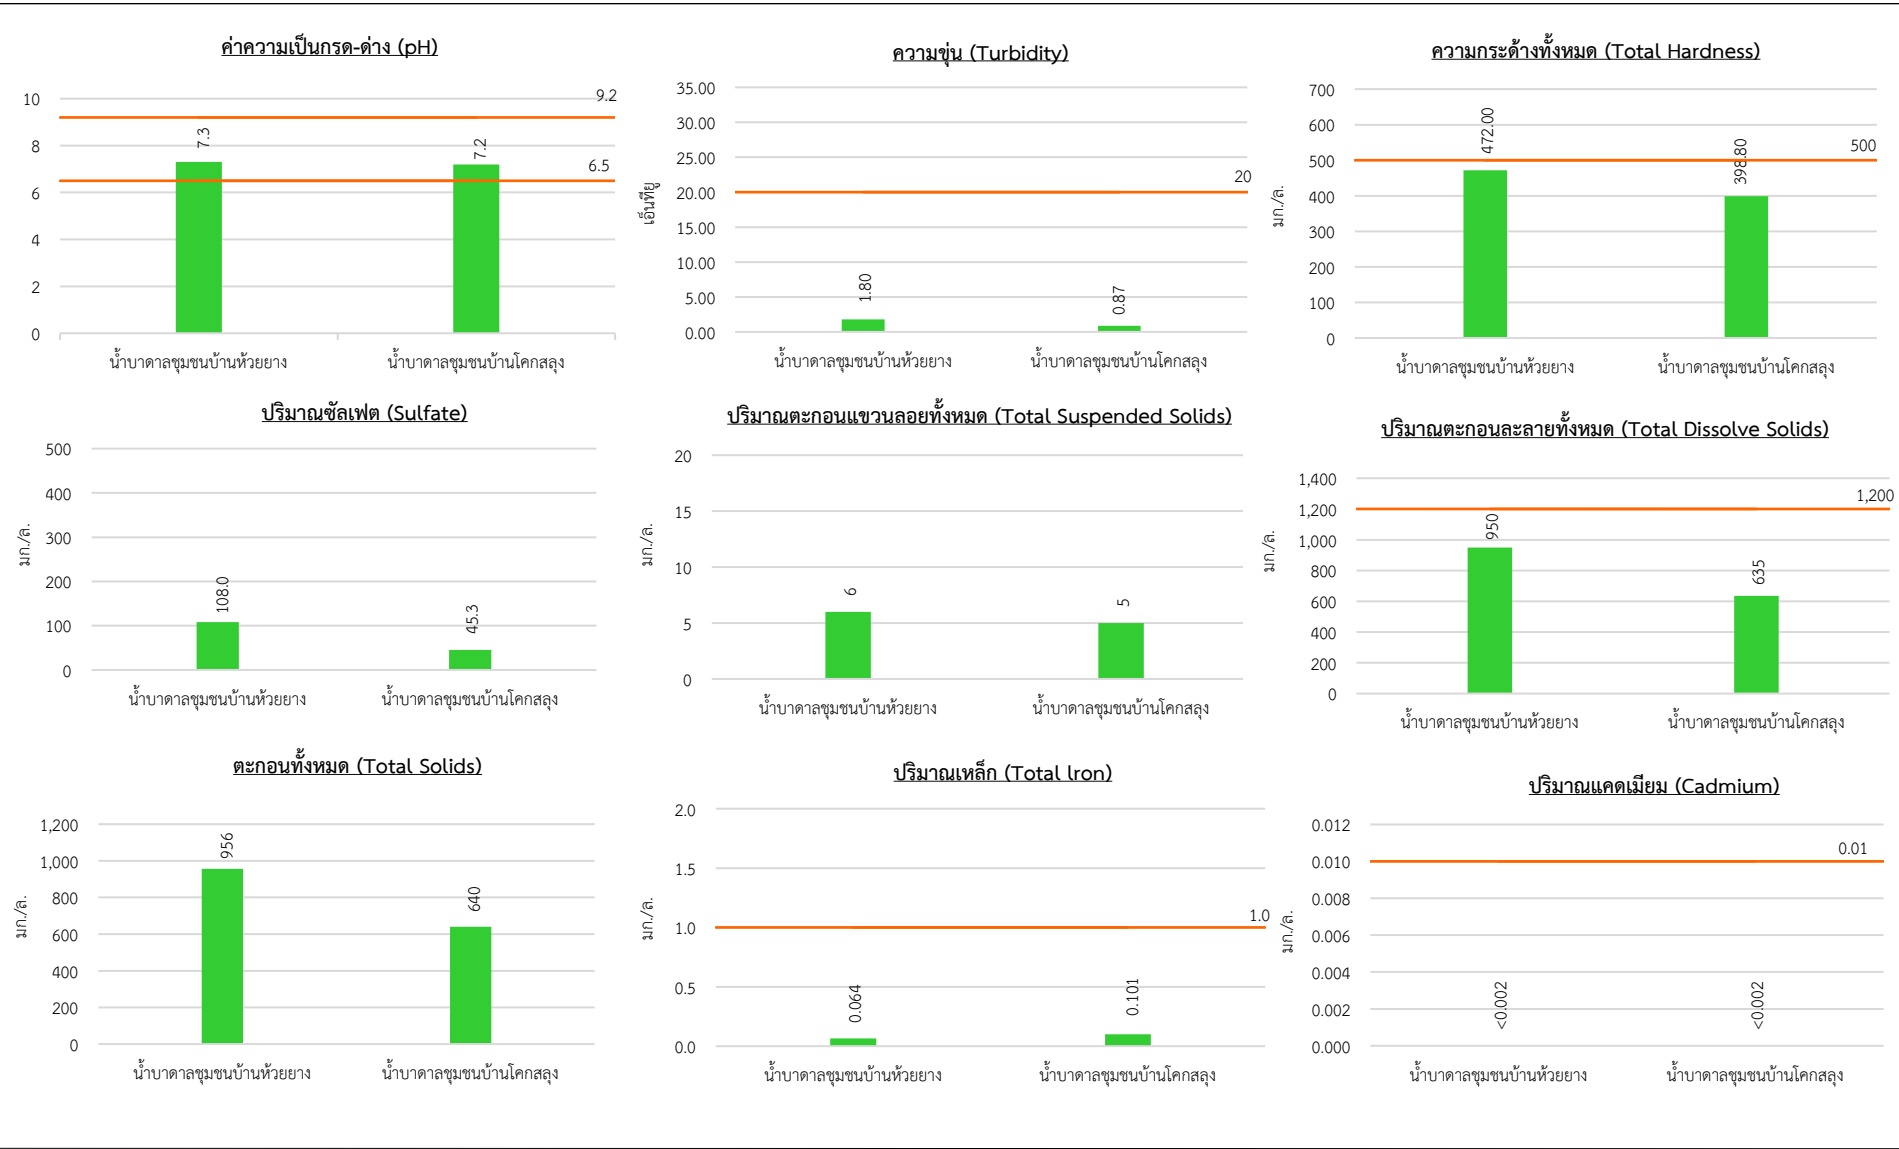 ค่าความเป็นกรด-ด่าง (pH)
10
8
6
4
2
0
9.2
6.5
7.3
7.2
น้ำบาดาลชุมชนบ้านห้วยยาง
น้ำบาดาลชุมชนบ้านโคกสลุง
ความขุ่น (Turbidity)
เอ็นทียู
35.00
30.00
25.00
20.00
15.00
10.00
5.00
0.00
20
1.80
0.87
น้ำบาดาลชุมชนบ้านห้วยยาง
น้ำบาดาลชุมชนบ้านโคกสลุง
ความกระด้างทั้งหมด (Total Hardness)
มก./ล.
700
600
500
400
300
200
100
0
500
472.00
398.80
น้ำบาดาลชุมชนบ้านห้วยยาง
น้ำบาดาลชุมชนบ้านโคกสลุง
ปริมาณซัลเฟต (Sulfate)
มก./ล.
500
400
300
200
100
0
108.0
45.3
น้ำบาดาลชุมชนบ้านห้วยยาง
น้ำบาดาลชุมชนบ้านโคกสลุง
ปริมาณตะกอนแขวนลอยทั้งหมด (Total Suspended Solids)
มก./ล.
20
15
10
5
0
6
5
น้ำบาดาลชุมชนบ้านห้วยยาง
น้ำบาดาลชุมชนบ้านโคกสลุง
ปริมาณตะกอนละลายทั้งหมด (Total Dissolve Solids)
มก./ล.
1,400
1,200
1,000
800
600
400
200
0
1,200
950
635
น้ำบาดาลชุมชนบ้านห้วยยาง
น้ำบาดาลชุมชนบ้านโคกสลุง
ตะกอนทั้งหมด (Total Solids)
มก./ล.
1,200
1,000
800
600
400
200
0
956
640
น้ำบาดาลชุมชนบ้านห้วยยาง
น้ำบาดาลชุมชนบ้านโคกสลุง
ปริมาณเหล็ก (Total lron)
มก./ล.
2.0
1.5
1.0
0.5
0.0
1.0
0.064
0.101
น้ำบาดาลชุมชนบ้านห้วยยาง
น้ำบาดาลชุมชนบ้านโคกสลุง
ปริมาณแคดเมียม (Cadmium)
มก./ล.
0.012
0.010
0.008
0.006
0.004
0.002
0.000
0.01
<0.002
<0.002
น้ำบาดาลชุมชนบ้านห้วยยาง
น้ำบาดาลชุมชนบ้านโคกสลุง